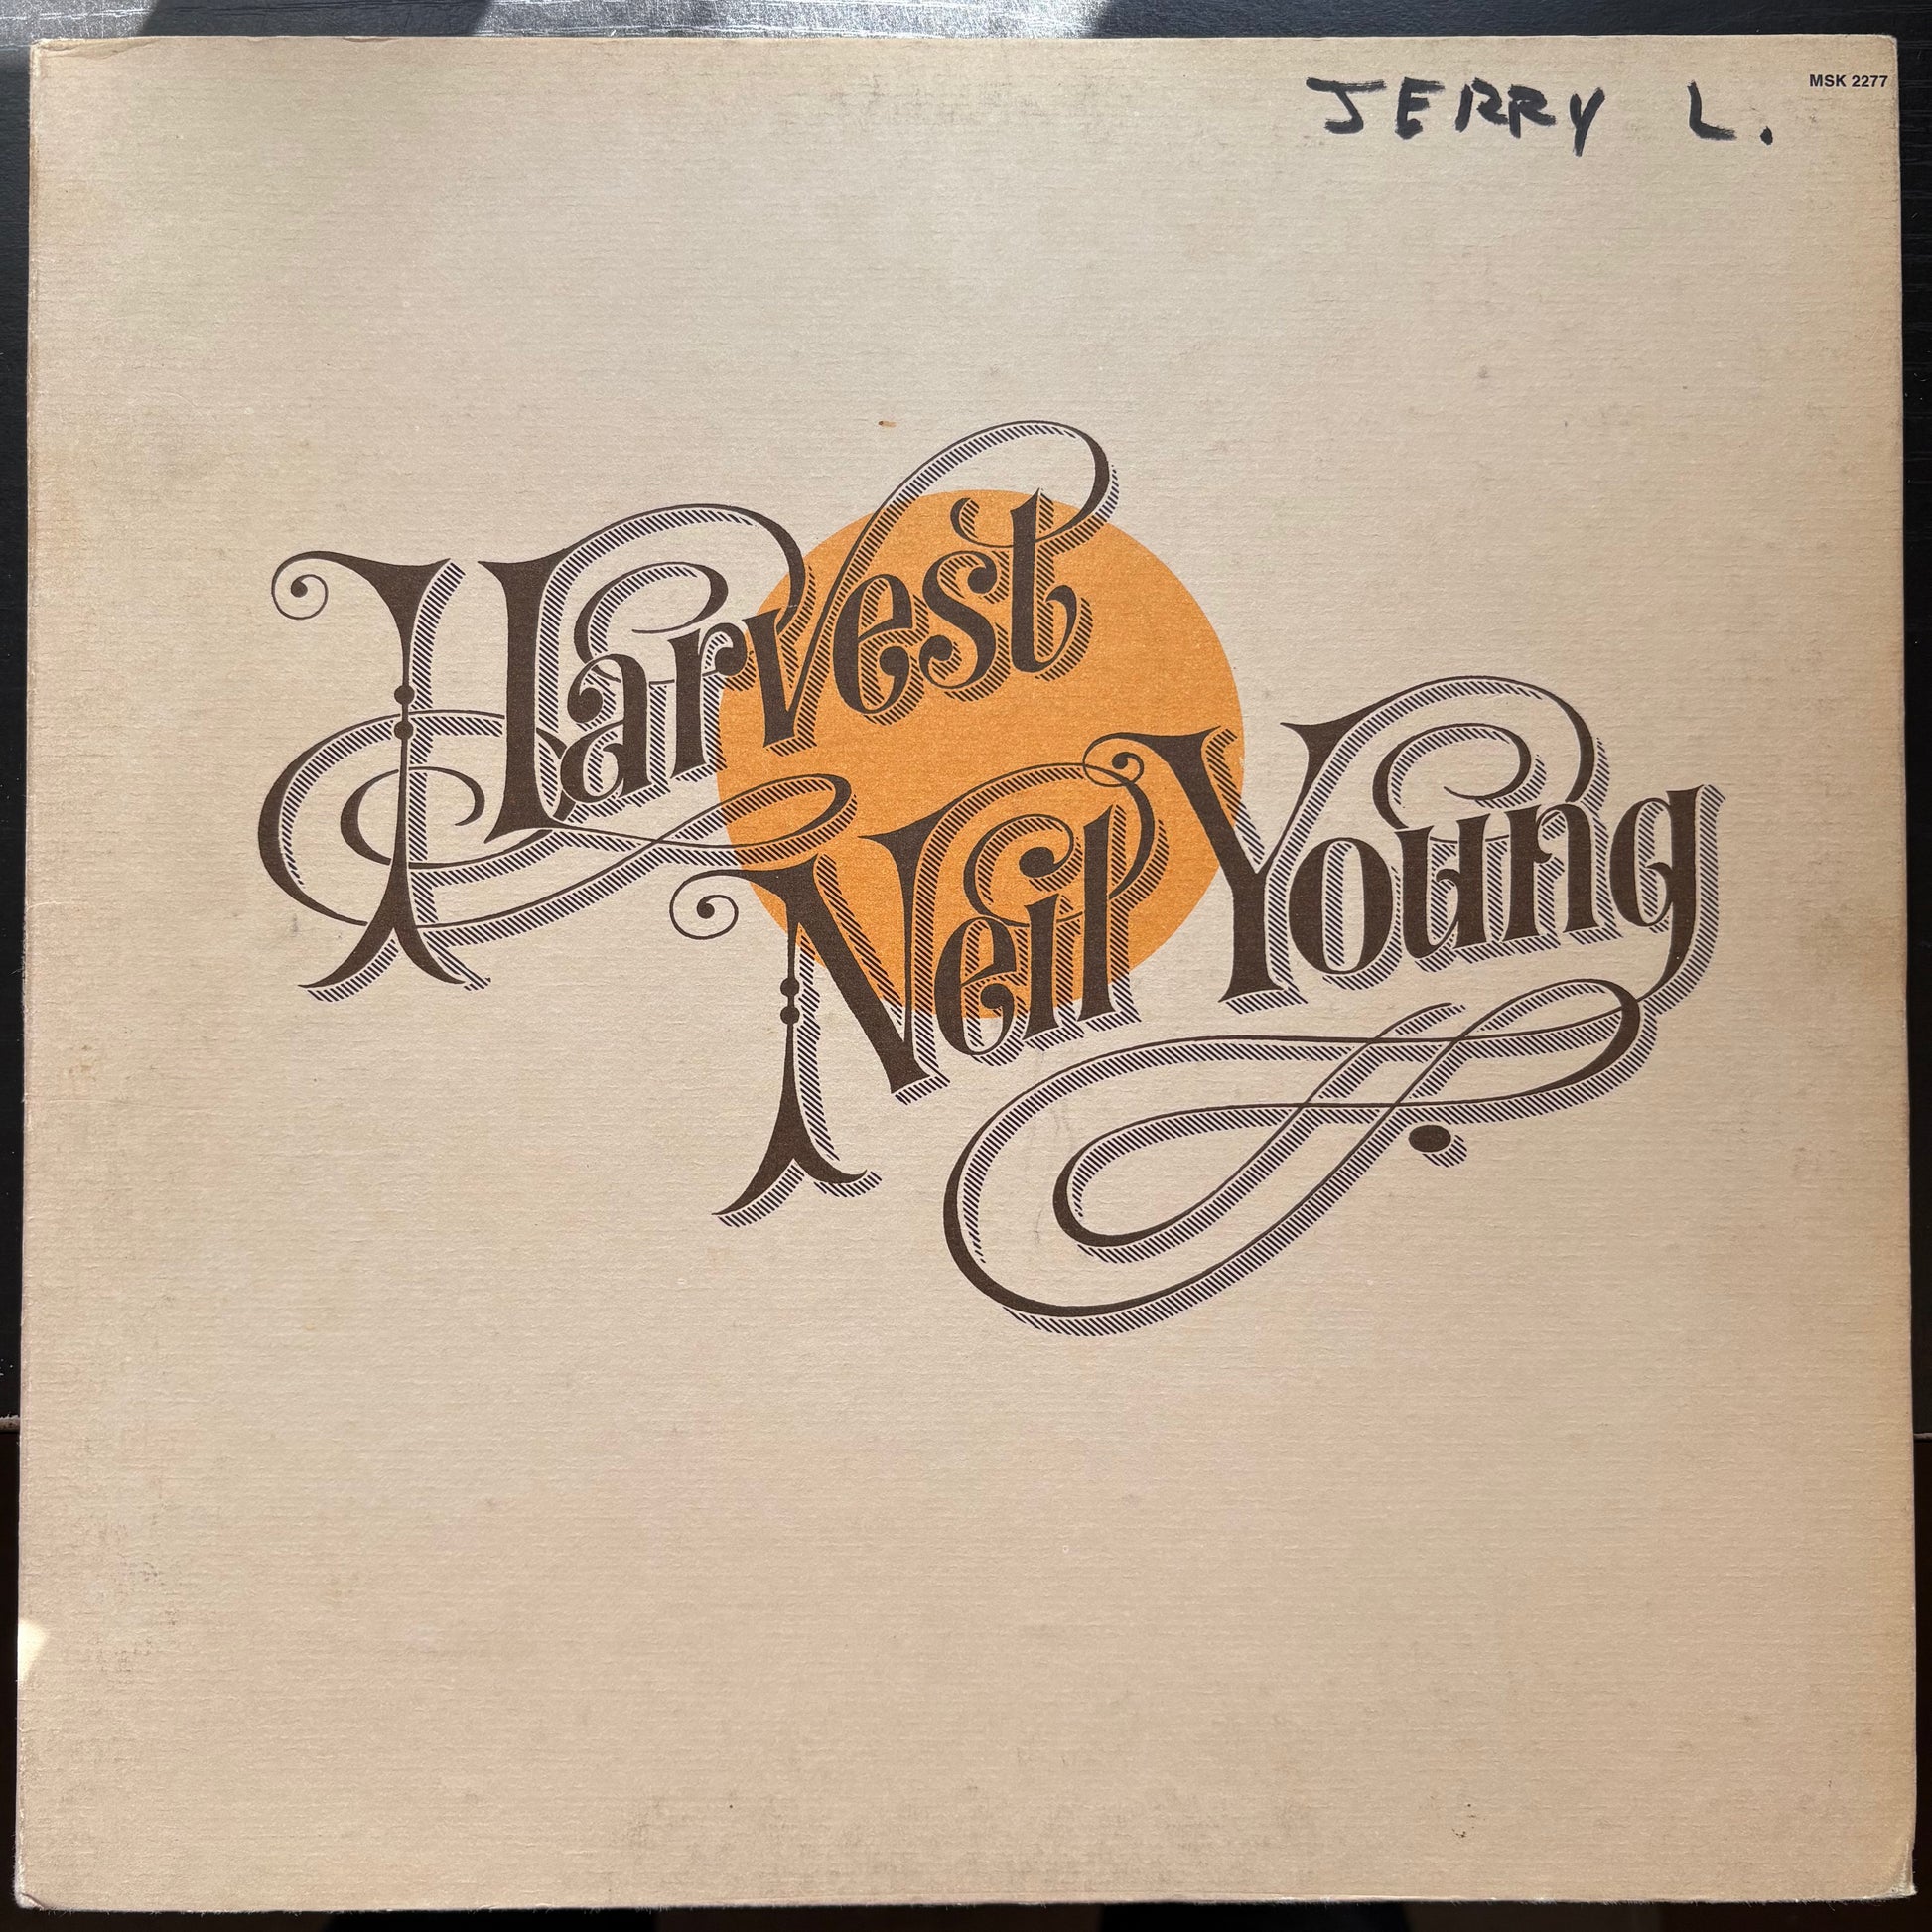 MSK 2277
JERRY L.
Harvest
Neil Young